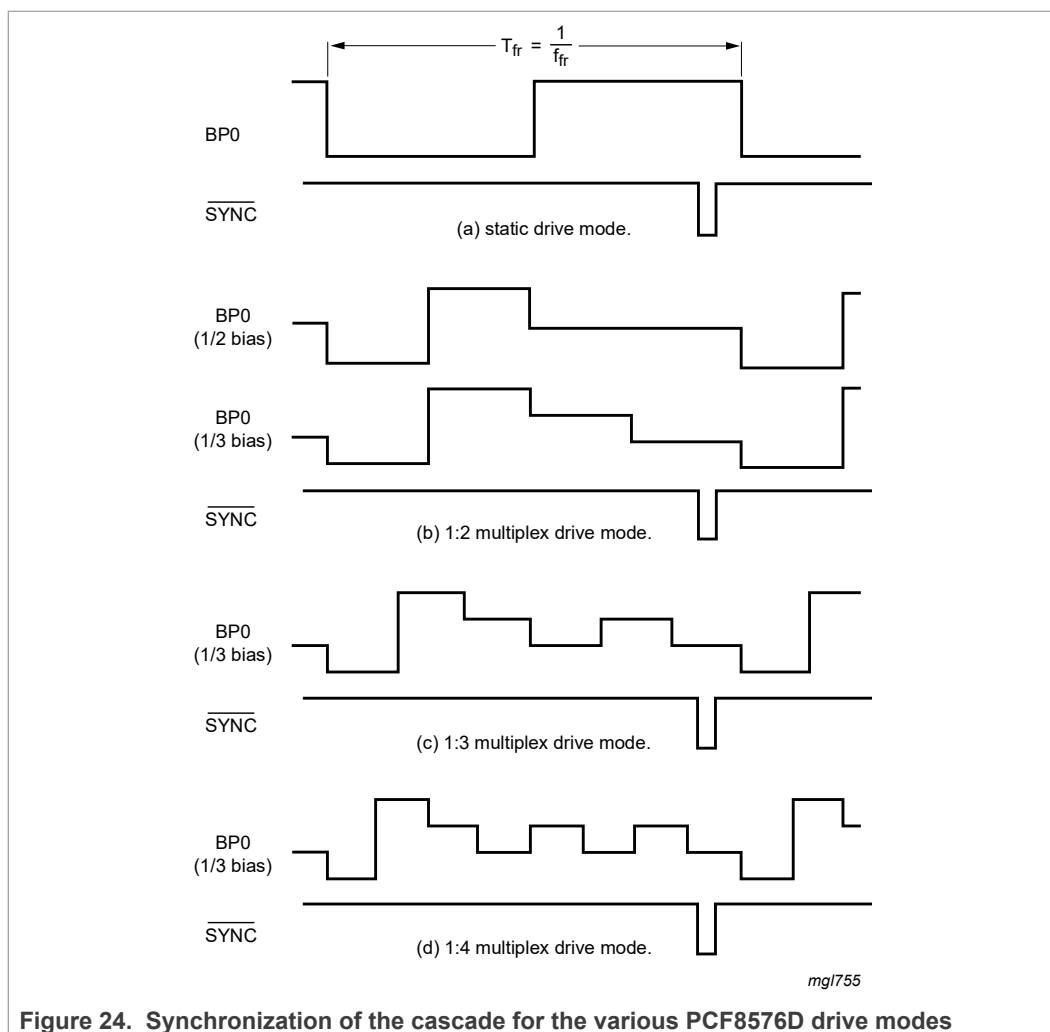 T_fr = 1/f_fr
BP0
SYNC
(a) static drive mode.
BP0
(1/2 bias)
BP0
(1/3 bias)
SYNC
(b) 1:2 multiplex drive mode.
BP0
(1/3 bias)
SYNC
(c) 1:3 multiplex drive mode.
BP0
(1/3 bias)
SYNC
(d) 1:4 multiplex drive mode.
mgl755
Figure 24. Synchronization of the cascade for the various PCF8576D drive modes